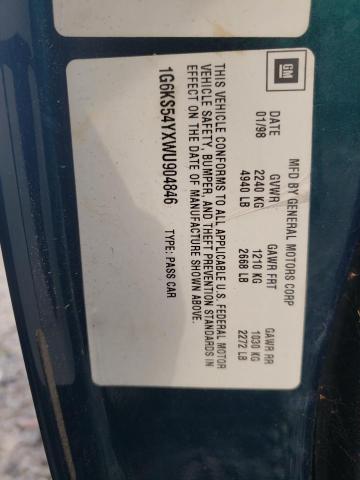 GM
MFD BY GENERAL MOTORS CORP
DATE GVWR GAWR FRT GAWR RR
01/98 2240 KG 1210 KG 1030 KG
4940 LB 2668 LB 2272 LB
THIS VEHICLE CONFORMS TO ALL APPLICABLE U.S. FEDERAL MOTOR
VEHICLE SAFETY, BUMPER, AND THEFT PREVENTION STANDARDS IN
EFFECT ON THE DATE OF MANUFACTURE SHOWN ABOVE.
1G6KS54YXWU904846 TYPE: PASS CAR